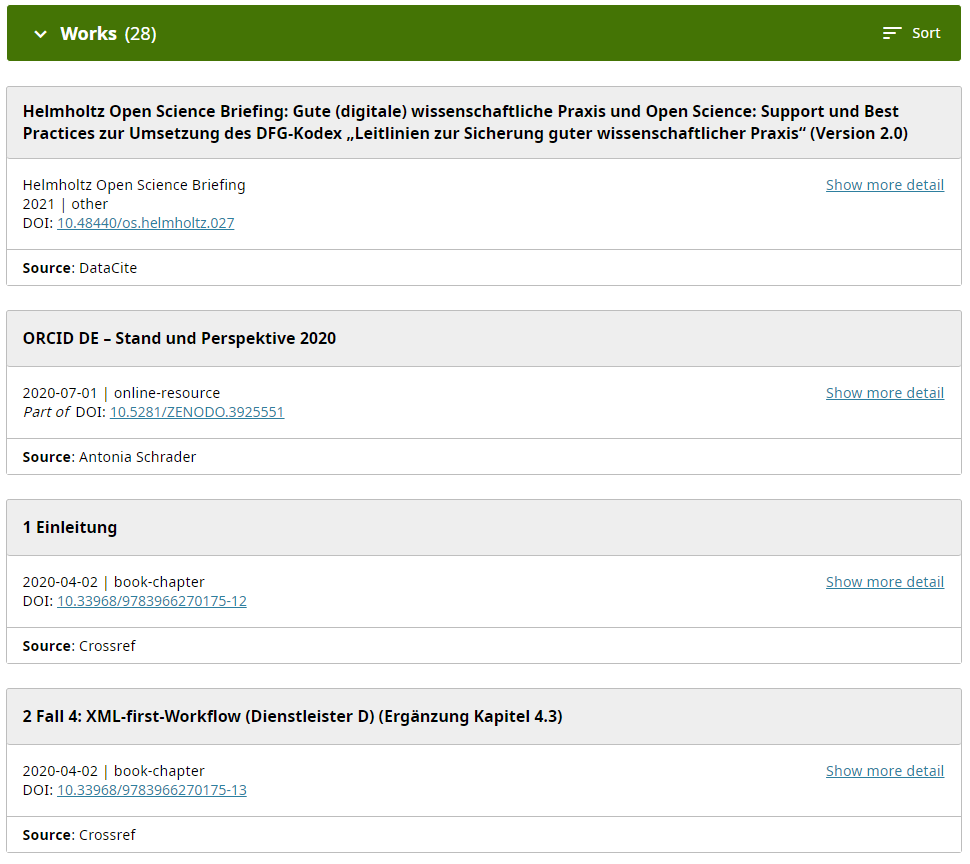 Works (28)
Sort
Helmholtz Open Science Briefing: Gute (digitale) wissenschaftliche Praxis und Open Science: Support und Best
Practices zur Umsetzung des DFG-Kodex „Leitlinien zur Sicherung guter wissenschaftlicher Praxis“ (Version 2.0)
Helmholtz Open Science Briefing
Show more detail
2021 | other
DOI: 10.48440/os.helmholtz.027
Source: DataCite
ORCID DE – Stand und Perspektive 2020
2020-07-01 | online-resource
Show more detail
Part of DOI: 10.5281/ZENODO.3925551
Source: Antonia Schrader
1 Einleitung
2020-04-02 | book-chapter
Show more detail
DOI: 10.33968/9783966270175-12
Source: Crossref
2 Fall 4: XML-first-Workflow (Dienstleister D) (Ergänzung Kapitel 4.3)
2020-04-02 | book-chapter
Show more detail
DOI: 10.33968/9783966270175-13
Source: Crossref